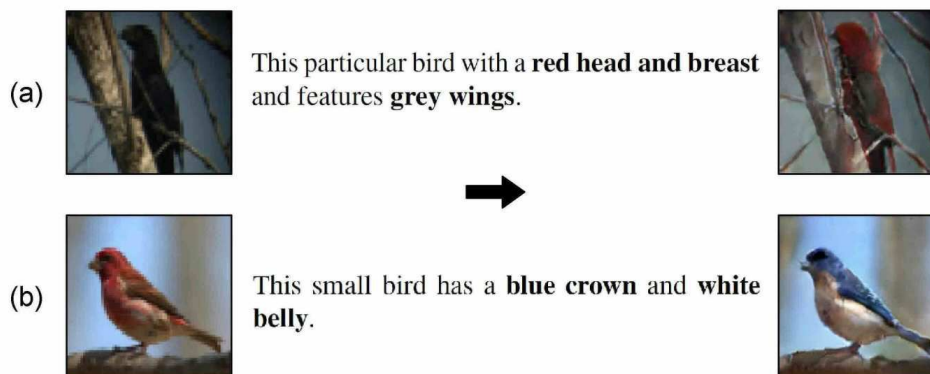 (a)
This particular bird with a red head and breast
and features grey wings.
(b)
This small bird has a blue crown and white
belly.